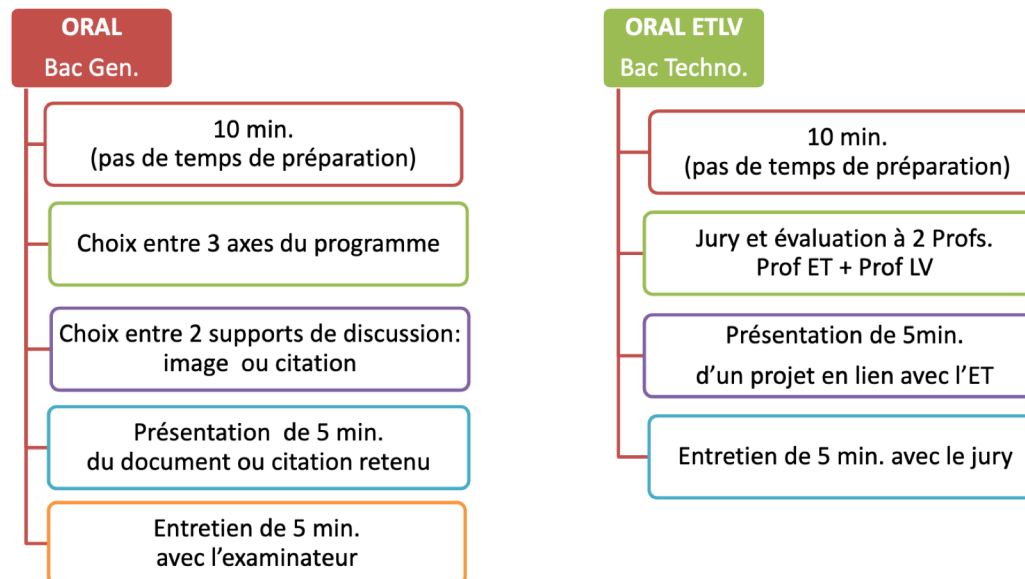 ORAL
Bac Gen.
10 min.
(pas de temps de préparation)
Choix entre 3 axes du programme
Choix entre 2 supports de discussion:
image ou citation
Présentation de 5 min.
du document ou citation retenu
Entretien de 5 min.
avec l’examinateur
ORAL ETLV
Bac Techno.
10 min.
(pas de temps de préparation)
Jury et évaluation à 2 Profs.
Prof ET + Prof LV
Présentation de 5min.
d’un projet en lien avec l’ET
Entretien de 5 min. avec le jury